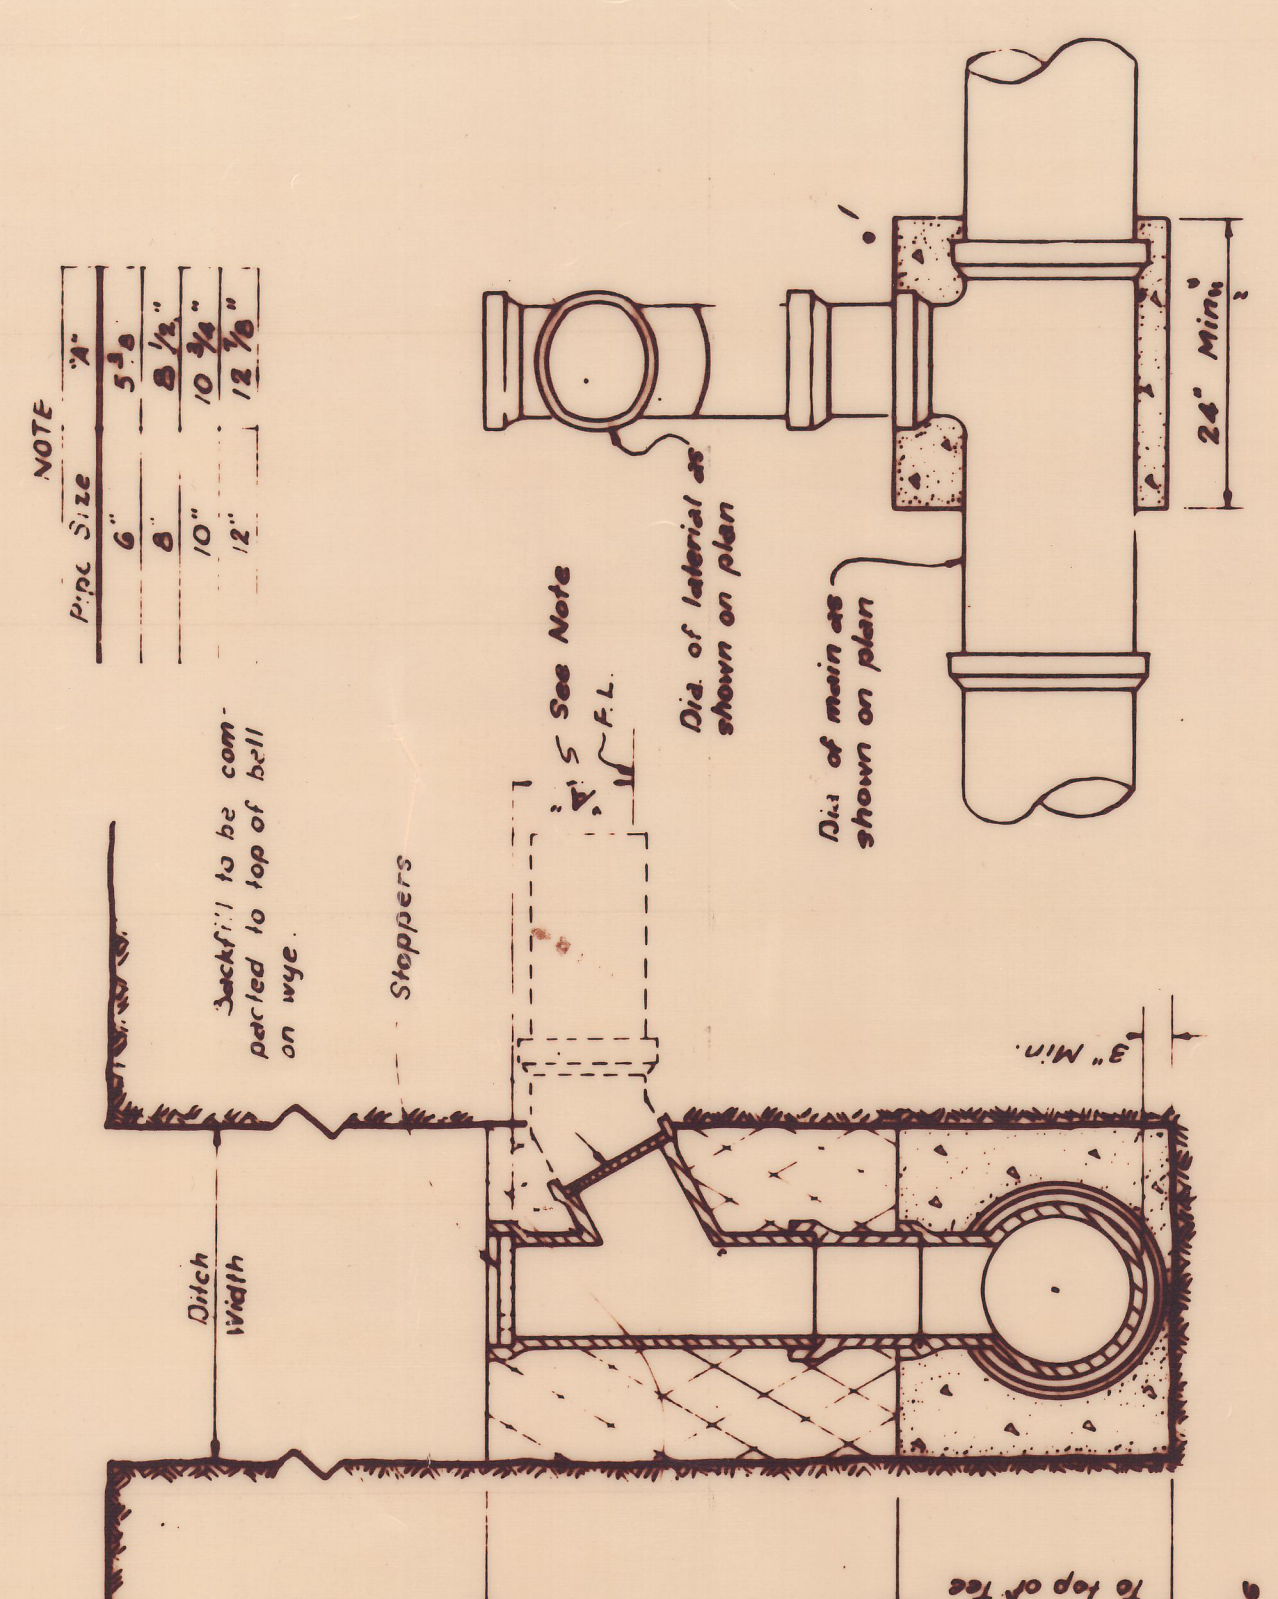 NOTE
Pipe Size "A"
6" 5 3/8
8" 8 1/2"
10" 10 3/4"
12" 12 7/8"
Backfill to be com-
pacted to top of bell
on wye.
Stoppers
"A" See Note
F.L.
Dia. of laterial as
shown on plan
Dia of main as
shown on plan
24" Min.
3" Min.
Ditch
Width
To top of Tee